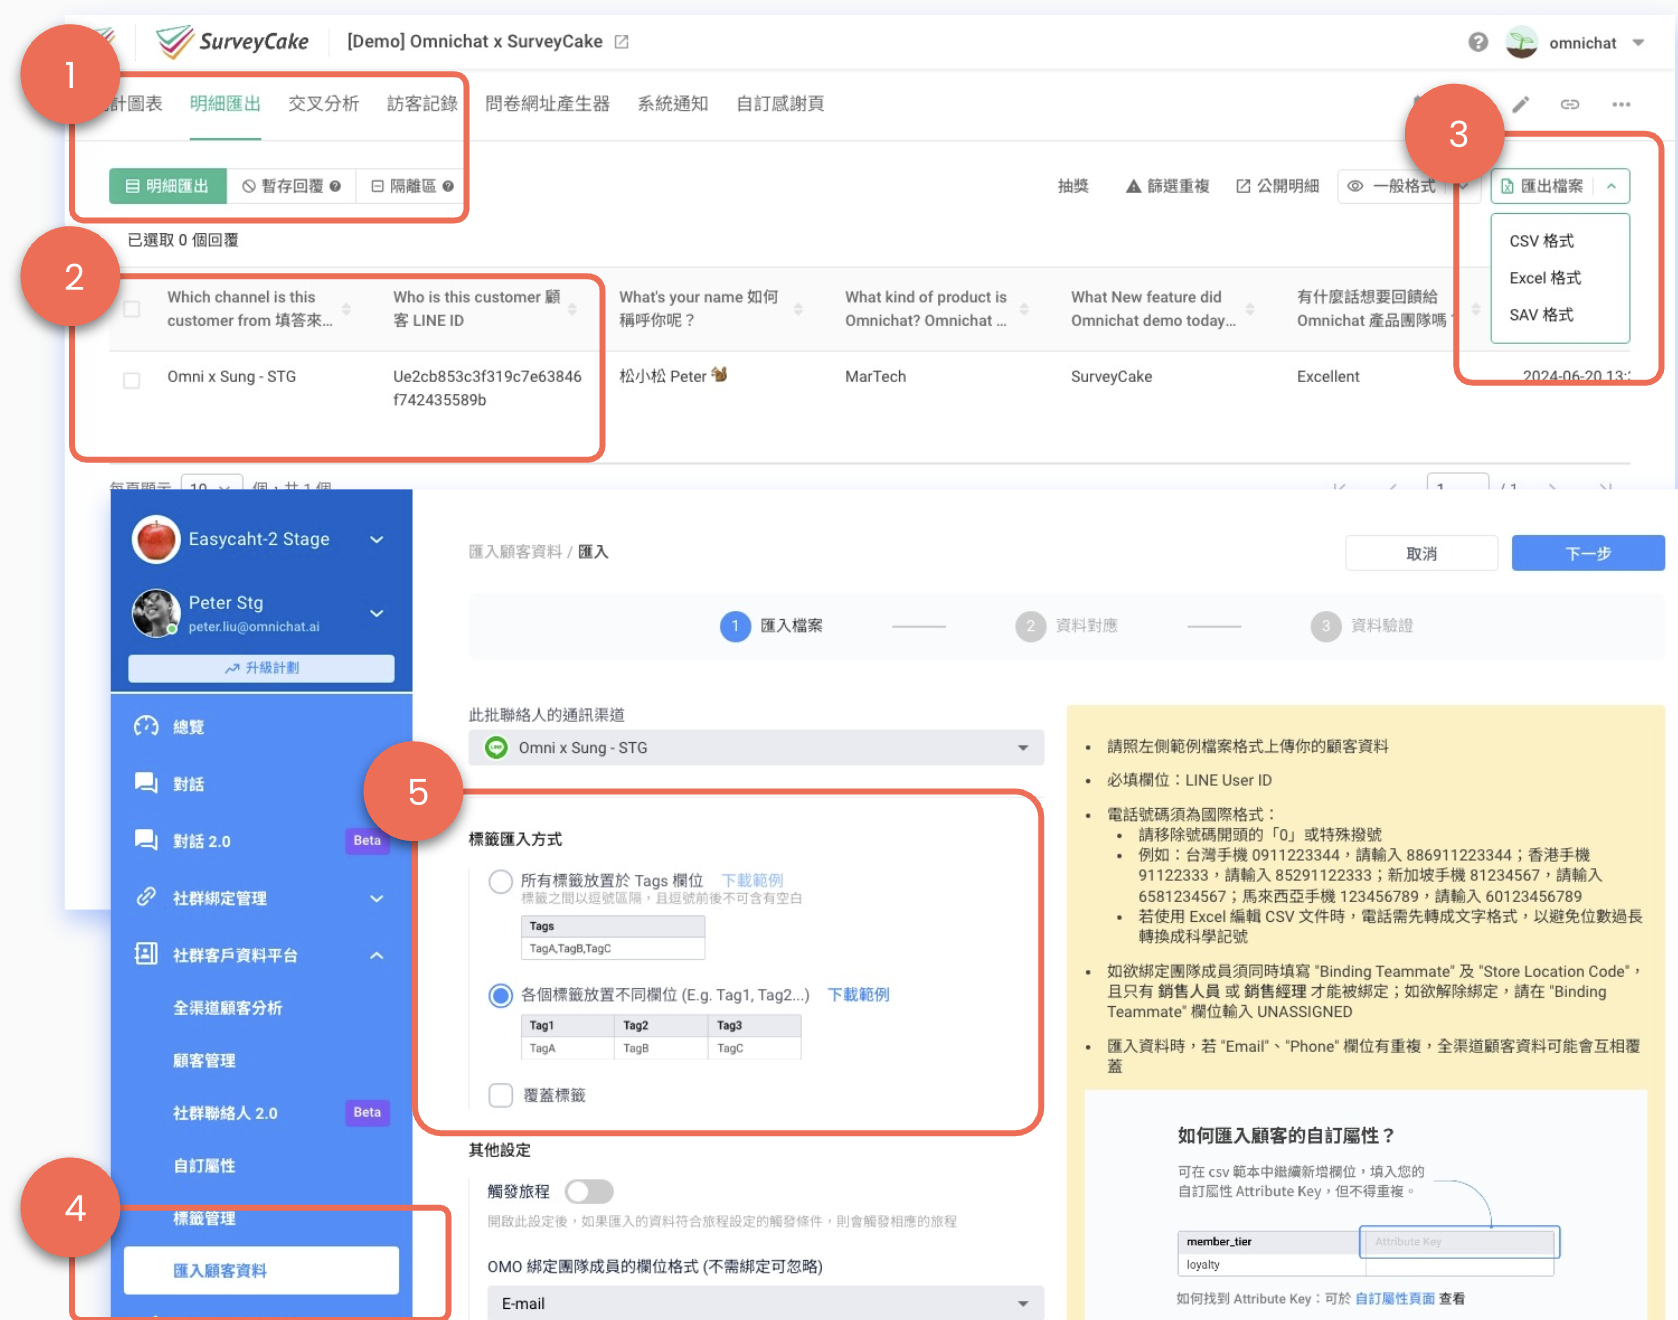 1
SurveyCake
[Demo] Omnichat x SurveyCake
omnichat
計圖表
明細匯出
交叉分析
訪客記錄
問卷網址產生器
系統通知
自訂感謝頁
3
明細匯出
暫存回覆
隔離區
抽獎
篩選重複
公開明細
一般格式
匯出檔案
CSV 格式
Excel 格式
SAV 格式
已選取 0 個回覆
2
Which channel is this
customer from 填答來...
Who is this customer 顧
客 LINE ID
What's your name 如何
稱呼你呢？
What kind of product is
Omnichat? Omnichat ...
What New feature did
Omnichat demo today...
有什麼話想要回饋給
Omnichat 產品團隊嗎
Omni x Sung - STG
Ue2cb853c3f319c7e63846
f742435589b
松小松 Peter
MarTech
SurveyCake
Excellent
2024-06-20 13:
每頁顯示 10 個，共 1 個
1 / 1
Easycaht-2 Stage
Peter Stg
peter.liu@omnichat.ai
升級計劃
總覽
對話
對話 2.0
Beta
社群綁定管理
社群客戶資料平台
全渠道顧客分析
顧客管理
社群聯絡人 2.0
Beta
自訂屬性
4
標籤管理
匯入顧客資料
匯入顧客資料 / 匯入
取消
下一步
1 匯入檔案
2 資料對應
3 資料驗證
此批聯絡人的通訊渠道
Omni x Sung - STG
5
標籤匯入方式
所有標籤放置於 Tags 欄位 下載範例
標籤之間以逗號區隔，且逗號前後不可含有空白
Tags
TagA,TagB,TagC
各個標籤放置不同欄位 (E.g. Tag1, Tag2...) 下載範例
Tag1 Tag2 Tag3
TagA TagB TagC
覆蓋標籤
其他設定
觸發旅程
開啟此設定後，如果匯入的資料符合旅程設定的觸發條件，則會觸發相應的旅程
OMO 綁定團隊成員的欄位格式 (不需綁定可忽略)
E-mail
• 請照左側範例檔案格式上傳你的顧客資料
• 必填欄位：LINE User ID
• 電話號碼須為國際格式：
• 請移除號碼開頭的「0」或特殊撥號
• 例如：台灣手機 0911223344，請輸入 886911223344；香港手機
91122333，請輸入 85291122333；新加坡手機 81234567，請輸入
6581234567；馬來西亞手機 123456789，請輸入 60123456789
• 若使用 Excel 編輯 CSV 文件時，電話需先轉成文字格式，以避免位數過長
轉換成科學記號
• 如欲綁定團隊成員須同時填寫 "Binding Teammate" 及 "Store Location Code"，
且只有 銷售人員 或 銷售經理 才能被綁定；如欲解除綁定，請在 "Binding
Teammate" 欄位輸入 UNASSIGNED
• 匯入資料時，若 "Email"、"Phone" 欄位有重複，全渠道顧客資料可能會互相覆
蓋
如何匯入顧客的自訂屬性？
可在 csv 範本中繼續新增欄位，填入您的
自訂屬性 Attribute Key，但不得重複。
member_tier
Attribute Key
loyalty
如何找到 Attribute Key：可於 自訂屬性頁面 查看